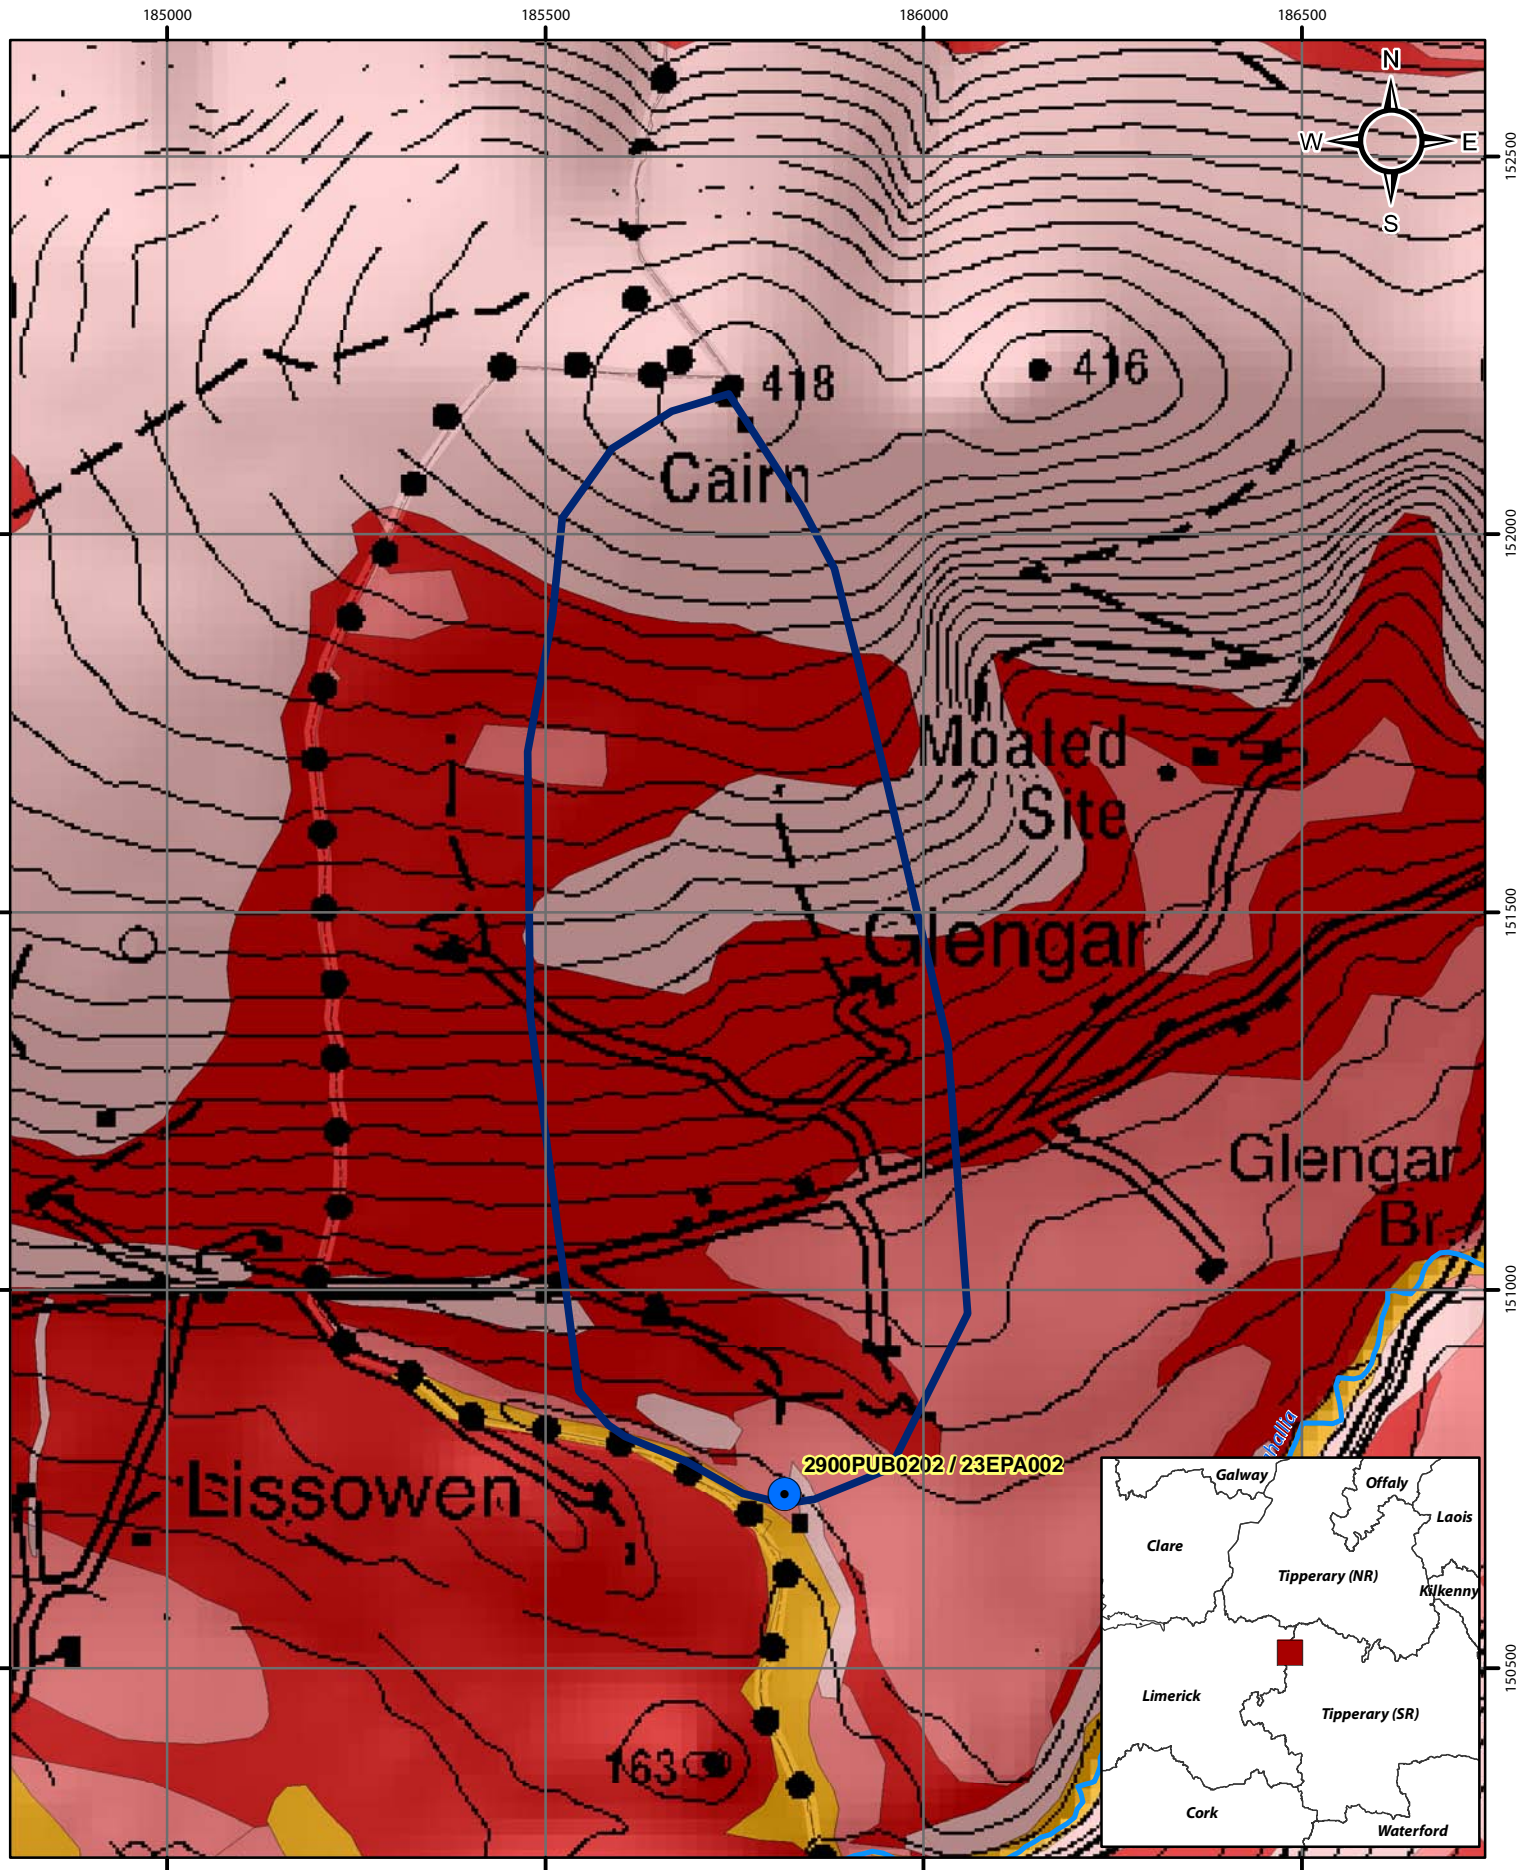 185000 185500 186000 186500
N
W E
S
152500
418
416
Cairn
152000
Moated
Site
151500
Glengar
Glengar
Br.
151000
hallia
2900PUB0202 / 23EPA002
Lissowen
150500
163
Galway
Offaly
Laois
Clare
Tipperary (NR)
Kilkenny
Limerick
Tipperary (SR)
Cork
Waterford